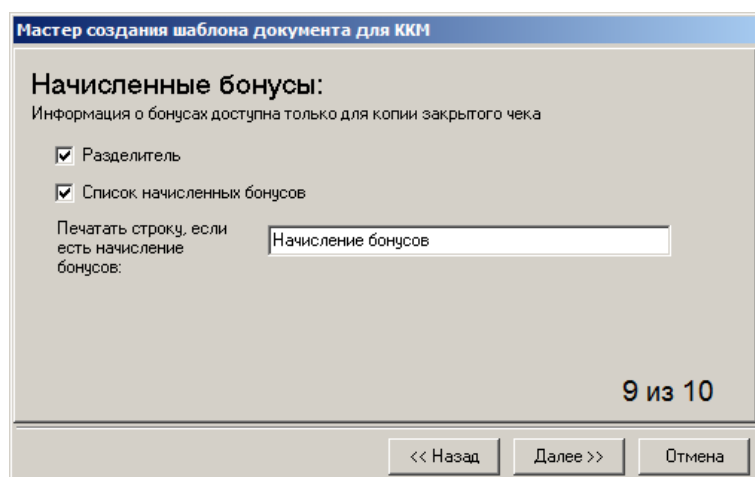 Мастер создания шаблона документа для ККМ
Начисленные бонусы:
Информация о бонусах доступна только для копии закрытого чека
Разделитель
Список начисленных бонусов
Печатать строку, если
есть начисление
бонусов:
Начисление бонусов
9 из 10
<< Назад
Далее >>
Отмена